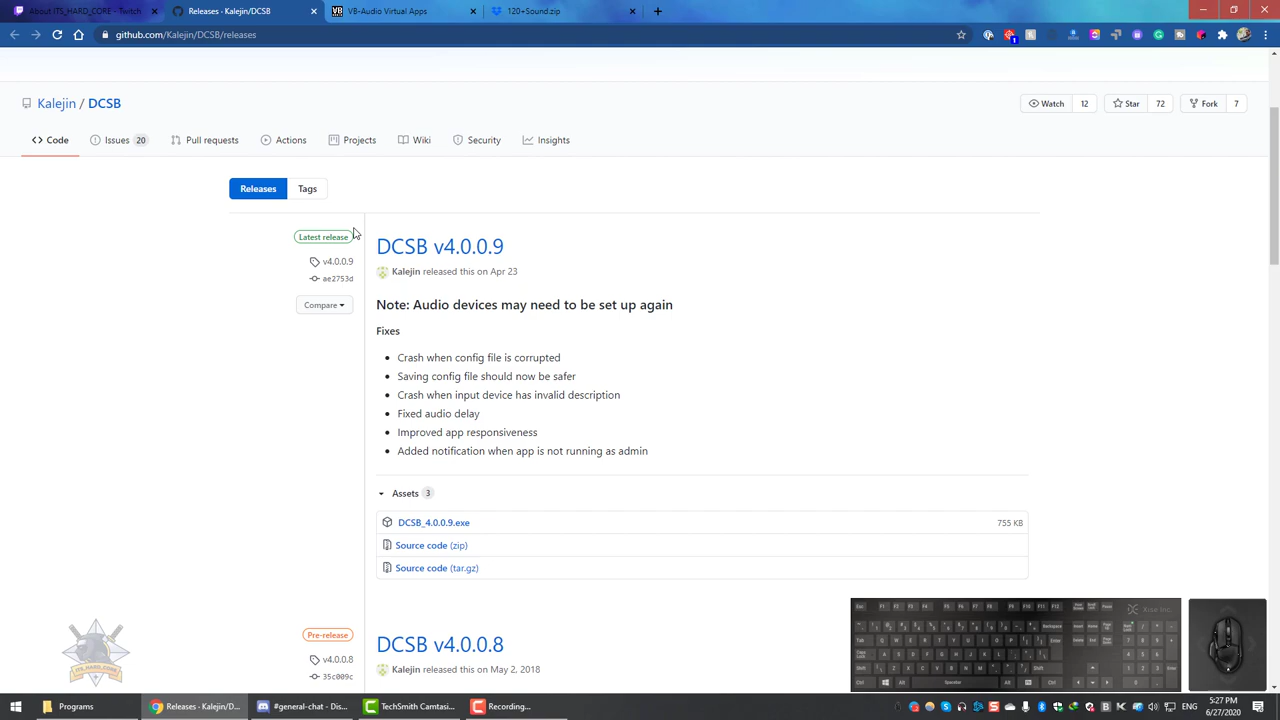 About ITS_HARD_CORE - Twitch
Releases · Kalejin/DCSB
VB-Audio Virtual Apps
120+Sound.zip
github.com/Kalejin/DCSB/releases
Kalejin / DCSB
Watch 12
Star 72
Fork 7
Code
Issues 20
Pull requests
Actions
Projects
Wiki
Security
Insights
Releases
Tags
Latest release
v4.0.0.9
ae2753d
Compare
DCSB v4.0.0.9
Kalejin released this on Apr 23
Note: Audio devices may need to be set up again
Fixes
Crash when config file is corrupted
Saving config file should now be safer
Crash when input device has invalid description
Fixed audio delay
Improved app responsiveness
Added notification when app is not running as admin
Assets 3
DCSB_4.0.0.9.exe
755 KB
Source code (zip)
Source code (tar.gz)
Pre-release
v4.0.0.8
35c009c
DCSB v4.0.0.8
Kalejin released this on May 2, 2018
ITS_HARD_CORE
Programs
Releases · Kalejin/D...
#general-chat - Dis...
TechSmith Camtasi...
Recording...
ENG
5:27 PM
6/27/2020